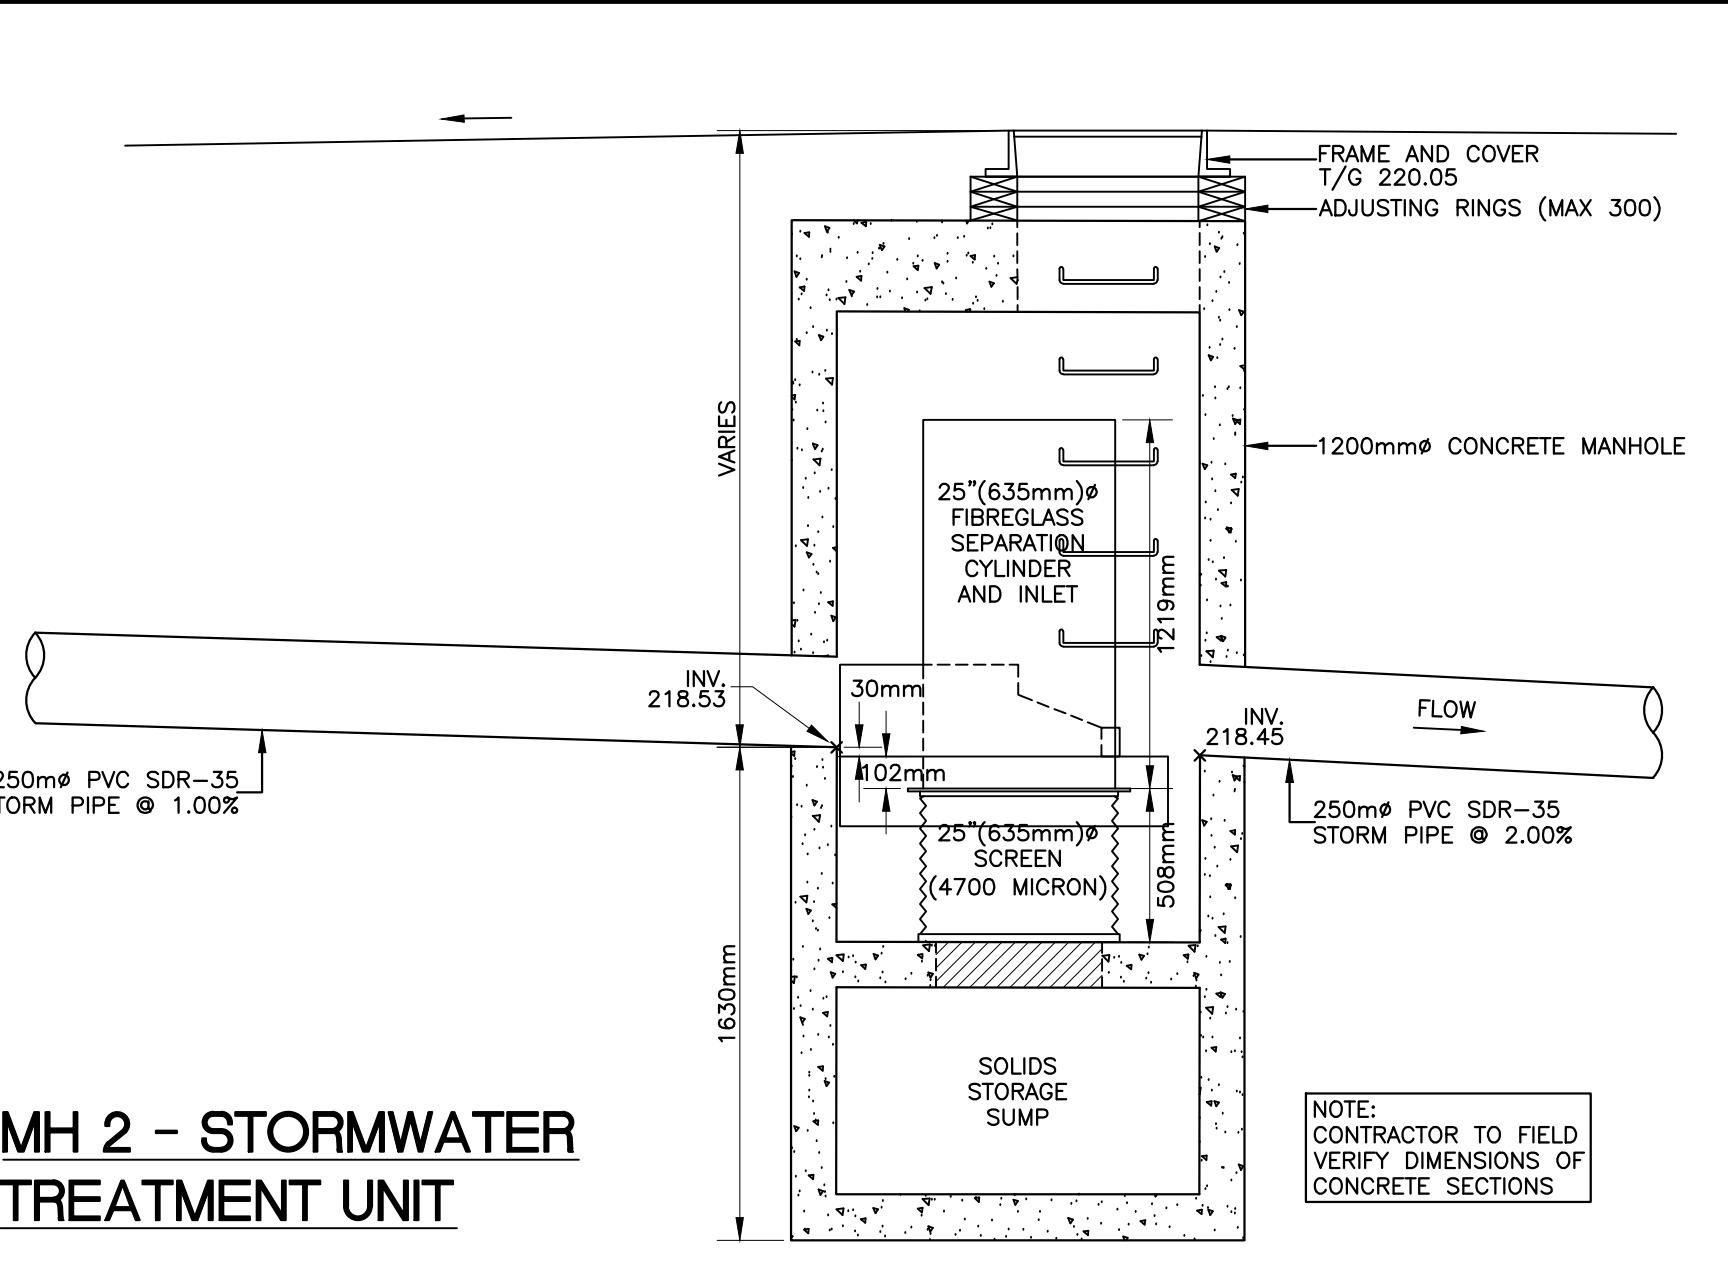 FRAME AND COVER
T/G 220.05
ADJUSTING RINGS (MAX 300)
VARIES
1200mmø CONCRETE MANHOLE
25"(635mm)ø
FIBREGLASS
SEPARATION
CYLINDER
AND INLET
1219mm
INV.
218.53
30mm
INV.
218.45
FLOW
250mø PVC SDR-35
TORM PIPE @ 1.00%
102mm
250mø PVC SDR-35
STORM PIPE @ 2.00%
25"(635mm)ø
SCREEN
(4700 MICRON)
508mm
1630mm
SOLIDS
STORAGE
SUMP
MH 2 - STORMWATER
TREATMENT UNIT
NOTE:
CONTRACTOR TO FIELD
VERIFY DIMENSIONS OF
CONCRETE SECTIONS